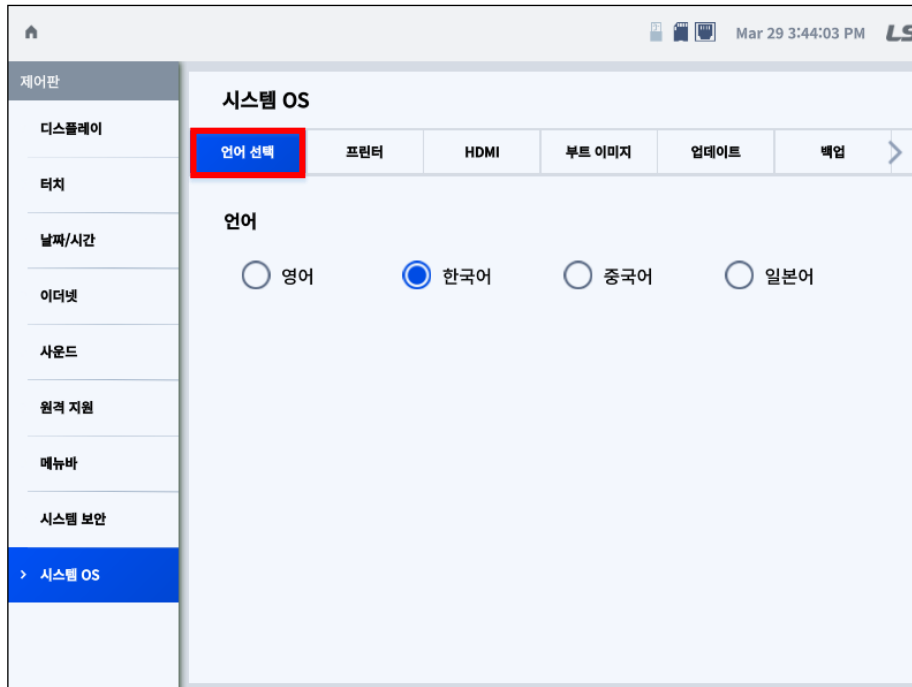 Mar 29 3:44:03 PM LS
제어판
디스플레이
터치
날짜/시간
이더넷
사운드
원격 지원
메뉴바
시스템 보안
> 시스템 OS
시스템 OS
언어 선택 프린터 HDMI 부트 이미지 업데이트 백업 >
언어
영어 한국어 중국어 일본어